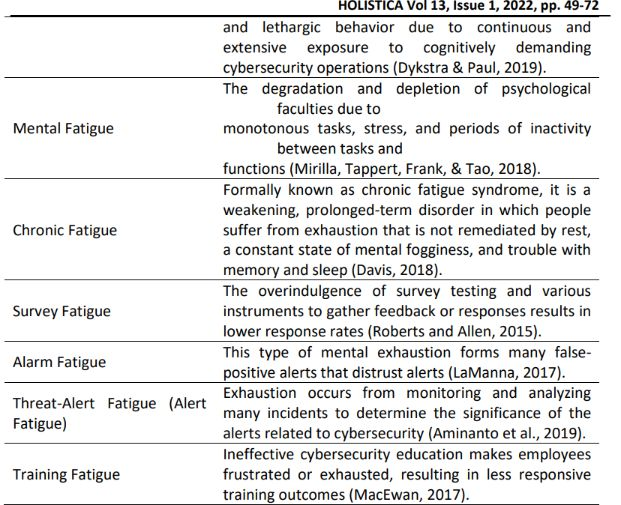 HOLISTICA Vol 13, Issue 1, 2022, pp. 49-72
and lethargic behavior due to continuous and
extensive exposure to cognitively demanding
cybersecurity operations (Dykstra & Paul, 2019).
Mental Fatigue
The degradation and depletion of psychological
faculties due to
monotonous tasks, stress, and periods of inactivity
between tasks and
functions (Mirilla, Tappert, Frank, & Tao, 2018).
Chronic Fatigue
Formally known as chronic fatigue syndrome, it is a
weakening, prolonged-term disorder in which people
suffer from exhaustion that is not remediated by rest,
a constant state of mental fogginess, and trouble with
memory and sleep (Davis, 2018).
Survey Fatigue
The overindulgence of survey testing and various
instruments to gather feedback or responses results in
lower response rates (Roberts and Allen, 2015).
Alarm Fatigue
This type of mental exhaustion forms many false-
positive alerts that distrust alerts (LaManna, 2017).
Threat-Alert Fatigue (Alert
Fatigue)
Exhaustion occurs from monitoring and analyzing
many incidents to determine the significance of the
alerts related to cybersecurity (Aminanto et al., 2019).
Training Fatigue
Ineffective cybersecurity education makes employees
frustrated or exhausted, resulting in less responsive
training outcomes (MacEwan, 2017).